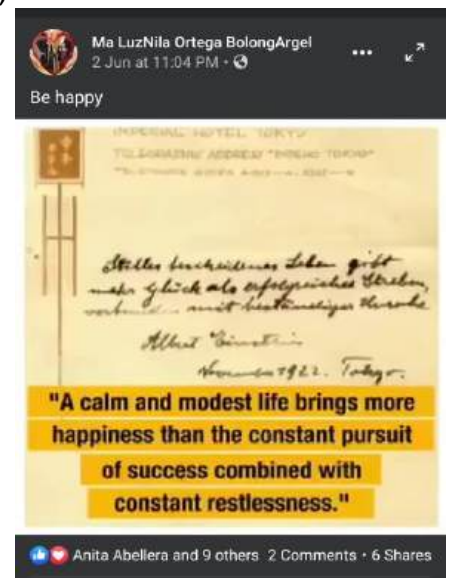 Ma LuzNila Ortega BolongArgel
2 Jun at 11:04 PM
Be happy
IMPERIAL HOTEL TOKYO
TELEGRAPHIC ADDRESS
Stilles bescheidenes Leben gibt
mehr Glück als erfolgreiches Streben,
mit beständiger Unruhe
Albert Einstein
November 1922. Tokyo.
"A calm and modest life brings more
happiness than the constant pursuit
of success combined with
constant restlessness."
Anita Abellera and 9 others 2 Comments • 6 Shares